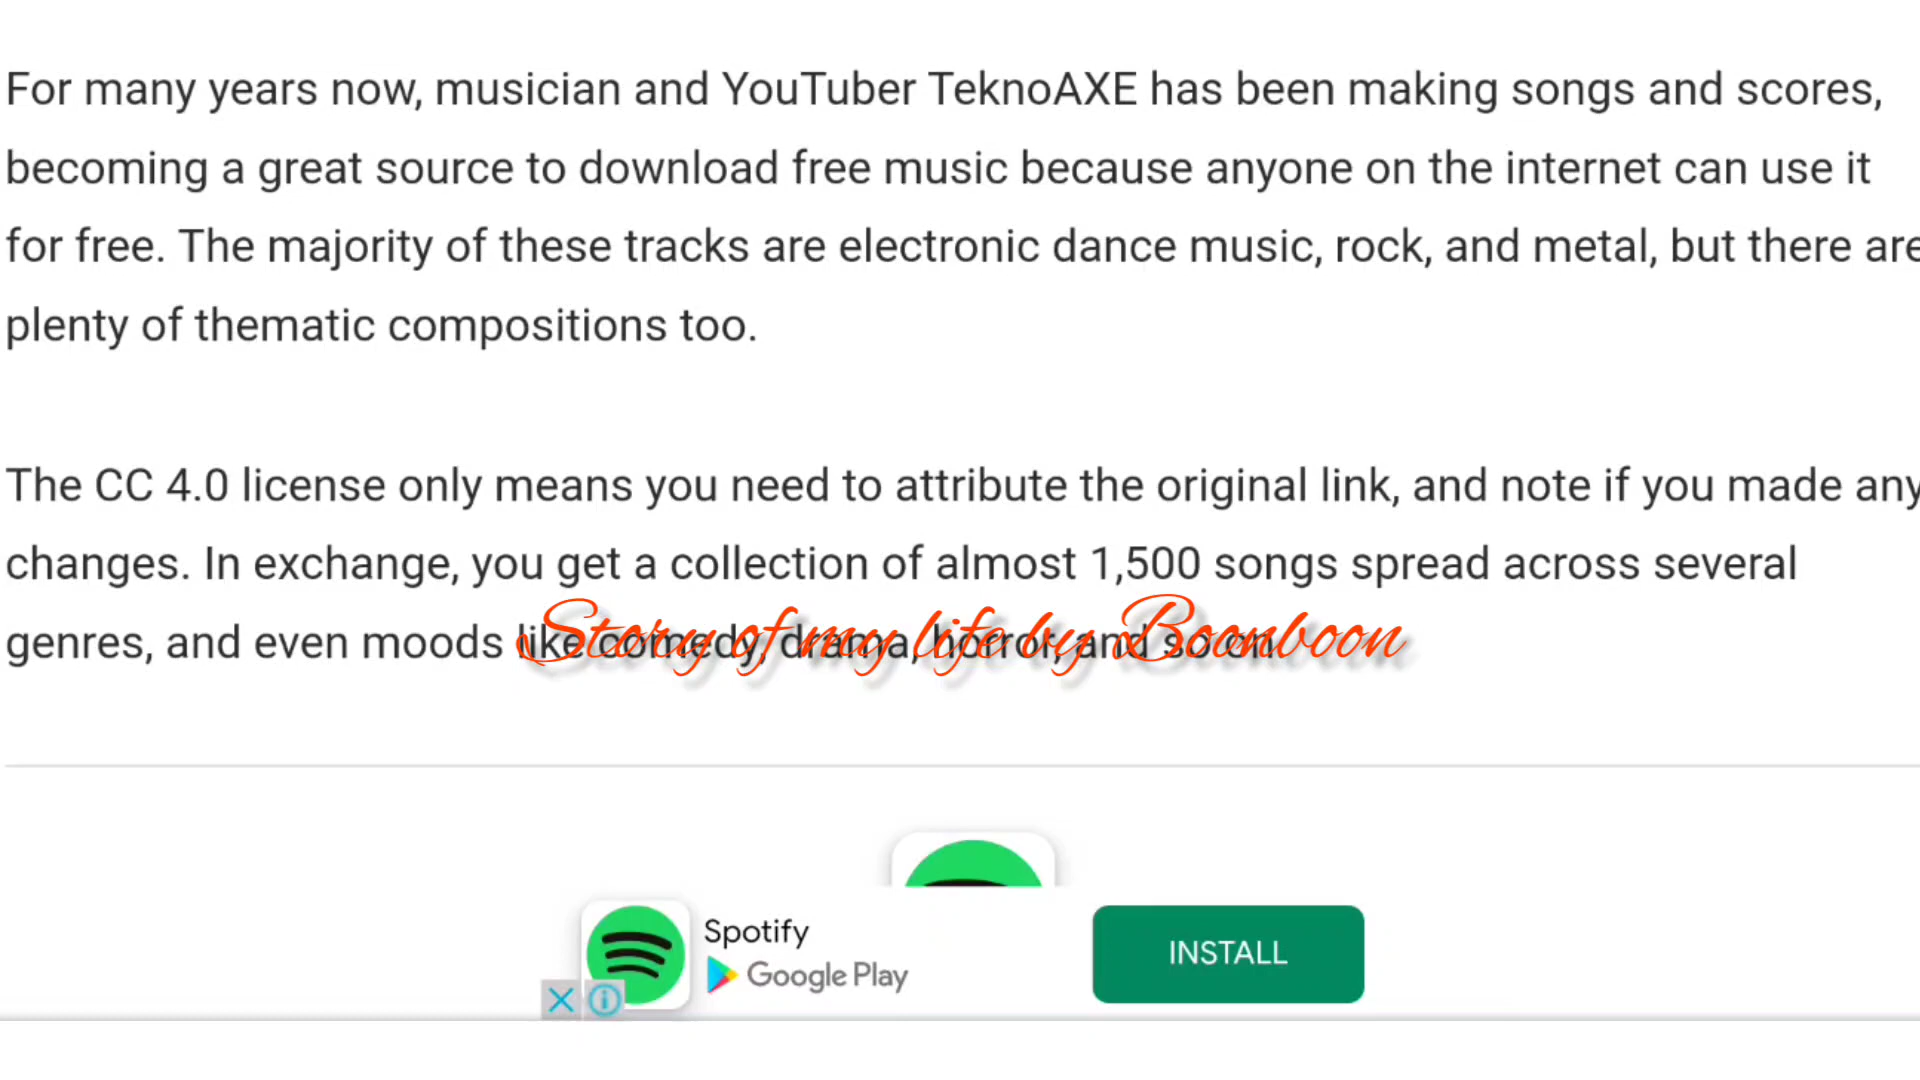 For many years now, musician and YouTuber TeknoAXE has been making songs and scores,
becoming a great source to download free music because anyone on the internet can use it
for free. The majority of these tracks are electronic dance music, rock, and metal, but there are
plenty of thematic compositions too.
The CC 4.0 license only means you need to attribute the original link, and note if you made any
changes. In exchange, you get a collection of almost 1,500 songs spread across several
genres, and even moods like comedy, drama, horror, and so on.
Story of my life by Boonboon
Spotify
Google Play
INSTALL